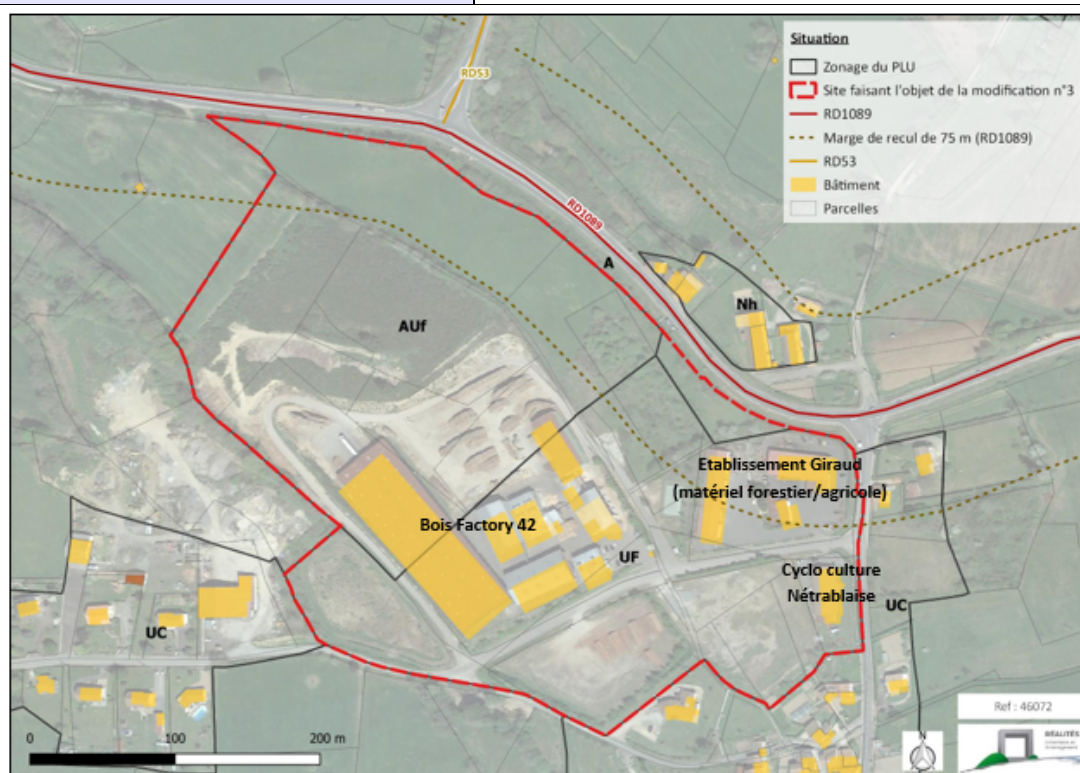 Situation
Zonage du PLU
Site faisant l'objet de la modification n°3
RD1089
Marge de recul de 75 m (RD1089)
RD53
Bâtiment
Parcelles
RD53
RD1089
A
Nh
AUf
Etablissement Giraud
(matériel forestier/agricole)
Bois Factory 42
UF
Cyclo culture
Nétrablaise
UC
UC
Ref : 46072
RÉALITÉS
0
100
200 m
N